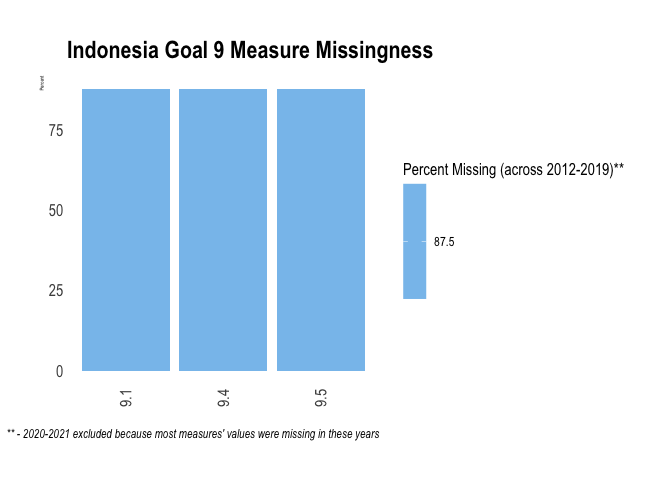 Indonesia Goal 9 Measure Missingness
Percent
75
50
25
0
9.1
9.4
9.5
Percent Missing (across 2012-2019)**
87.5
** - 2020-2021 excluded because most measures' values were missing in these years